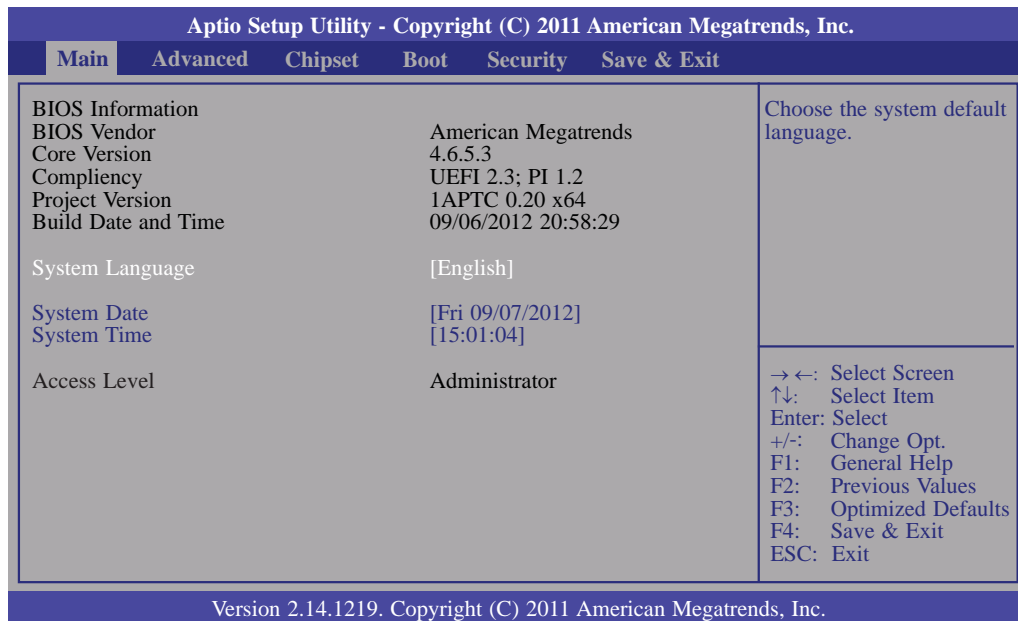 Aptio Setup Utility - Copyright (C) 2011 American Megatrends, Inc.
Main Advanced Chipset Boot Security Save & Exit
BIOS Information
BIOS Vendor American Megatrends
Core Version 4.6.5.3
Compliency UEFI 2.3; PI 1.2
Project Version 1APTC 0.20 x64
Build Date and Time 09/06/2012 20:58:29
System Language [English]
System Date [Fri 09/07/2012]
System Time [15:01:04]
Access Level Administrator
Choose the system default
language.
→ ←: Select Screen
↑↓: Select Item
Enter: Select
+/-: Change Opt.
F1: General Help
F2: Previous Values
F3: Optimized Defaults
F4: Save & Exit
ESC: Exit
Version 2.14.1219. Copyright (C) 2011 American Megatrends, Inc.